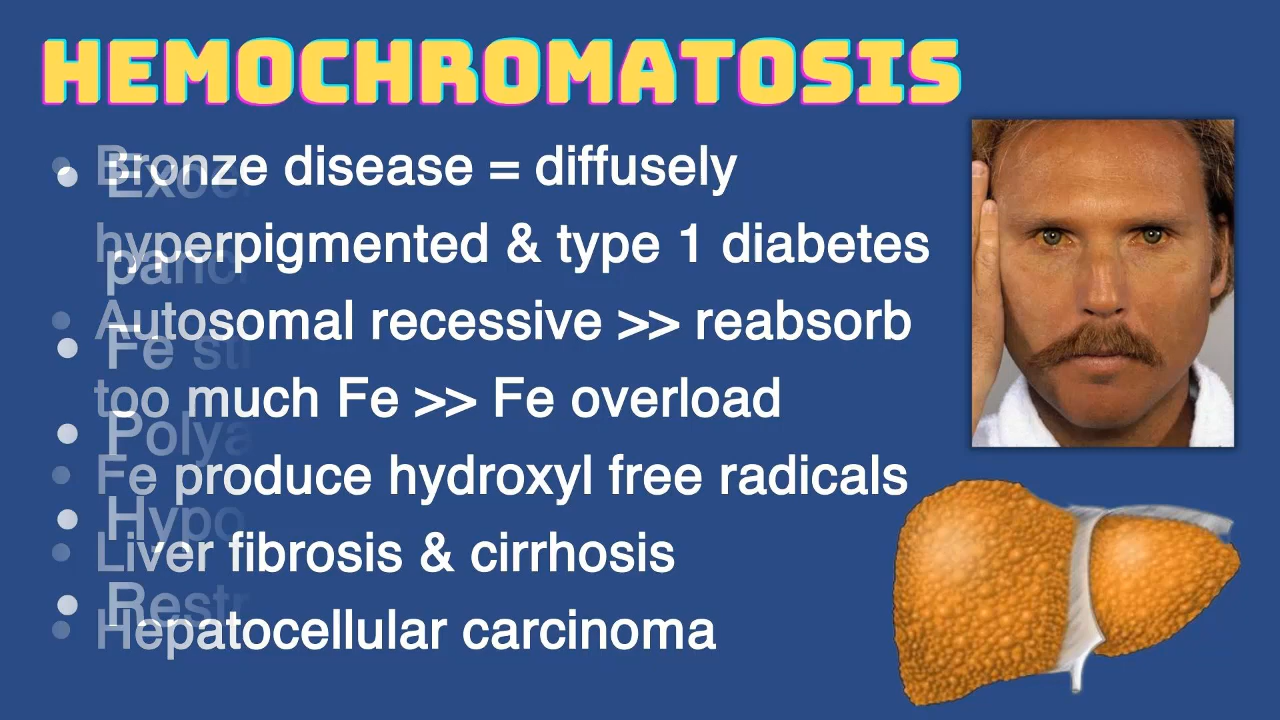 HEMOCHROMATOSIS
• Bronze disease = diffusely
hyperpigmented & type 1 diabetes
• Autosomal recessive >> reabsorb
too much Fe >> Fe overload
• Fe produce hydroxyl free radicals
• Liver fibrosis & cirrhosis
• Hepatocellular carcinoma
• Fe